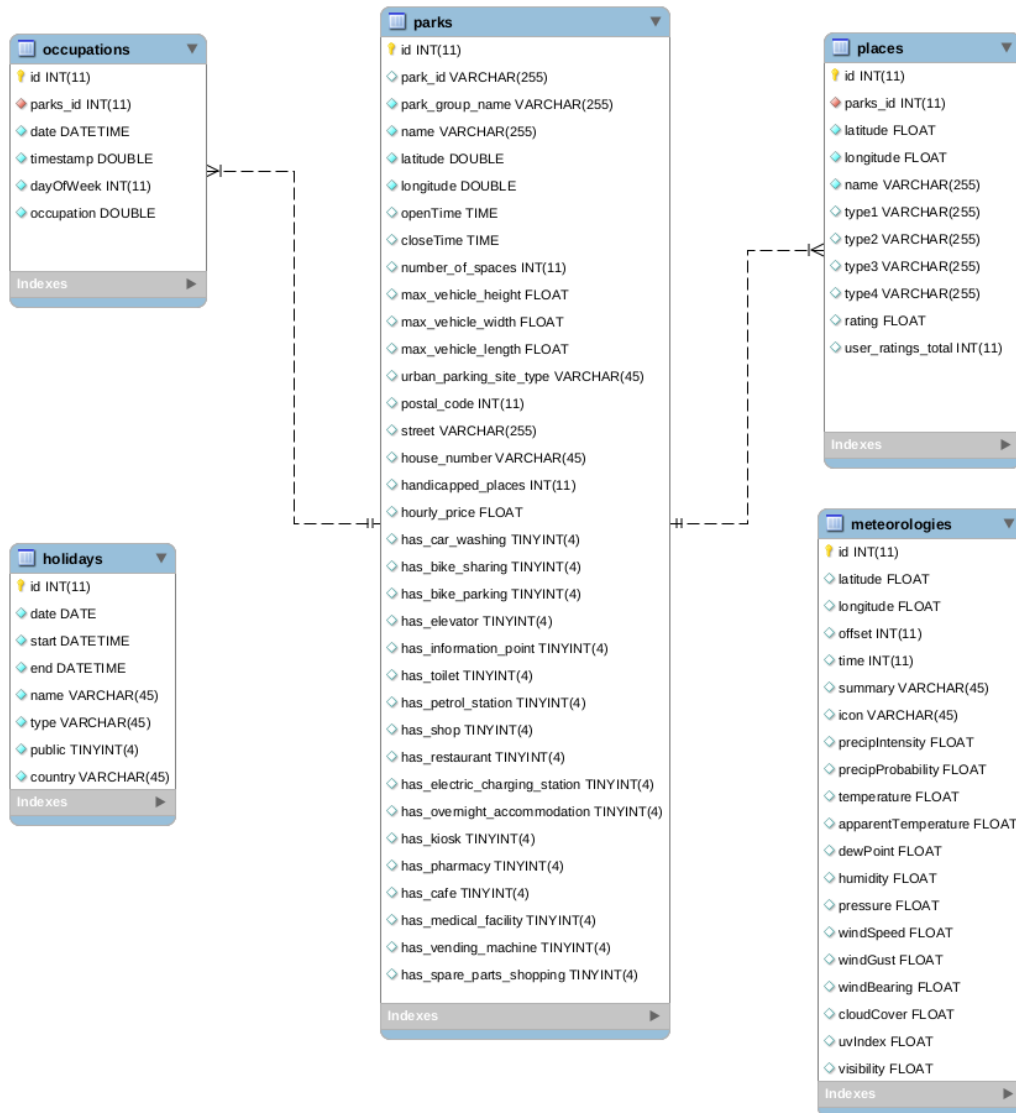 occupations
id INT(11)
parks_id INT(11)
date DATETIME
timestamp DOUBLE
dayOfWeek INT(11)
occupation DOUBLE
Indexes
holidays
id INT(11)
date DATE
start DATETIME
end DATETIME
name VARCHAR(45)
type VARCHAR(45)
public TINYINT(4)
country VARCHAR(45)
Indexes
parks
id INT(11)
park_id VARCHAR(255)
park_group_name VARCHAR(255)
name VARCHAR(255)
latitude DOUBLE
longitude DOUBLE
openTime TIME
closeTime TIME
number_of_spaces INT(11)
max_vehicle_height FLOAT
max_vehicle_width FLOAT
max_vehicle_length FLOAT
urban_parking_site_type VARCHAR(45)
postal_code INT(11)
street VARCHAR(255)
house_number VARCHAR(45)
handicapped_places INT(11)
hourly_price FLOAT
has_car_washing TINYINT(4)
has_bike_sharing TINYINT(4)
has_bike_parking TINYINT(4)
has_elevator TINYINT(4)
has_information_point TINYINT(4)
has_toilet TINYINT(4)
has_petrol_station TINYINT(4)
has_shop TINYINT(4)
has_restaurant TINYINT(4)
has_electric_charging_station TINYINT(4)
has_overnight_accommodation TINYINT(4)
has_kiosk TINYINT(4)
has_pharmacy TINYINT(4)
has_cafe TINYINT(4)
has_medical_facility TINYINT(4)
has_vending_machine TINYINT(4)
has_spare_parts_shopping TINYINT(4)
Indexes
places
id INT(11)
parks_id INT(11)
latitude FLOAT
longitude FLOAT
name VARCHAR(255)
type1 VARCHAR(255)
type2 VARCHAR(255)
type3 VARCHAR(255)
type4 VARCHAR(255)
rating FLOAT
user_ratings_total INT(11)
Indexes
meteorologies
id INT(11)
latitude FLOAT
longitude FLOAT
offset INT(11)
time INT(11)
summary VARCHAR(45)
icon VARCHAR(45)
precipIntensity FLOAT
precipProbability FLOAT
temperature FLOAT
apparentTemperature FLOAT
dewPoint FLOAT
humidity FLOAT
pressure FLOAT
windSpeed FLOAT
windGust FLOAT
windBearing FLOAT
cloudCover FLOAT
uvIndex FLOAT
visibility FLOAT
Indexes